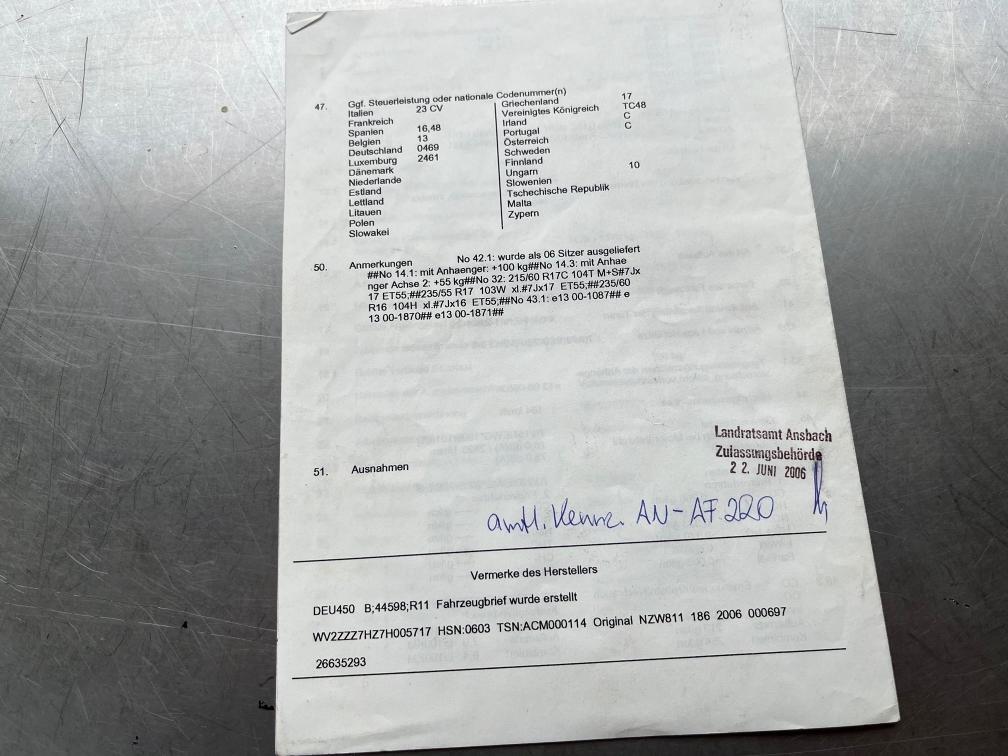 47. Ggf. Steuerleistung oder nationale Codenummer(n)
Italien 23 CV
Frankreich
Spanien 16,48
Belgien 13
Deutschland 0469
Luxemburg 2461
Dänemark
Niederlande
Estland
Lettland
Litauen
Polen
Slowakei
Griechenland 17
Vereinigtes Königreich TC48
Irland C
Portugal C
Österreich
Schweden
Finnland
Ungarn 10
Slowenien
Tschechische Republik
Malta
Zypern
50. Anmerkungen No 42.1: wurde als 06 Sitzer ausgeliefert
##No 14.1: mit Anhaenger: +100 kg##No 14.3: mit Anhae
nger Achse 2: +55 kg##No 32: 215/60 R17C 104T M+S#7Jx
17 ET55;##235/55 R17 103W xl.#7Jx17 ET55;##235/60
R16 104H xl.#7Jx16 ET55;##No 43.1: e13 00-1087## e
13 00-1870## e13 00-1871##
51. Ausnahmen
Landratsamt Ansbach
Zulassungsbehörde
22. JUNI 2006
amtl. Kennz. AN-AF 220
Vermerke des Herstellers
DEU450 B;44598;R11 Fahrzeugbrief wurde erstellt
WV2ZZZ7HZ7H005717 HSN:0603 TSN:ACM000114 Original NZW811 186 2006 000697
26635293